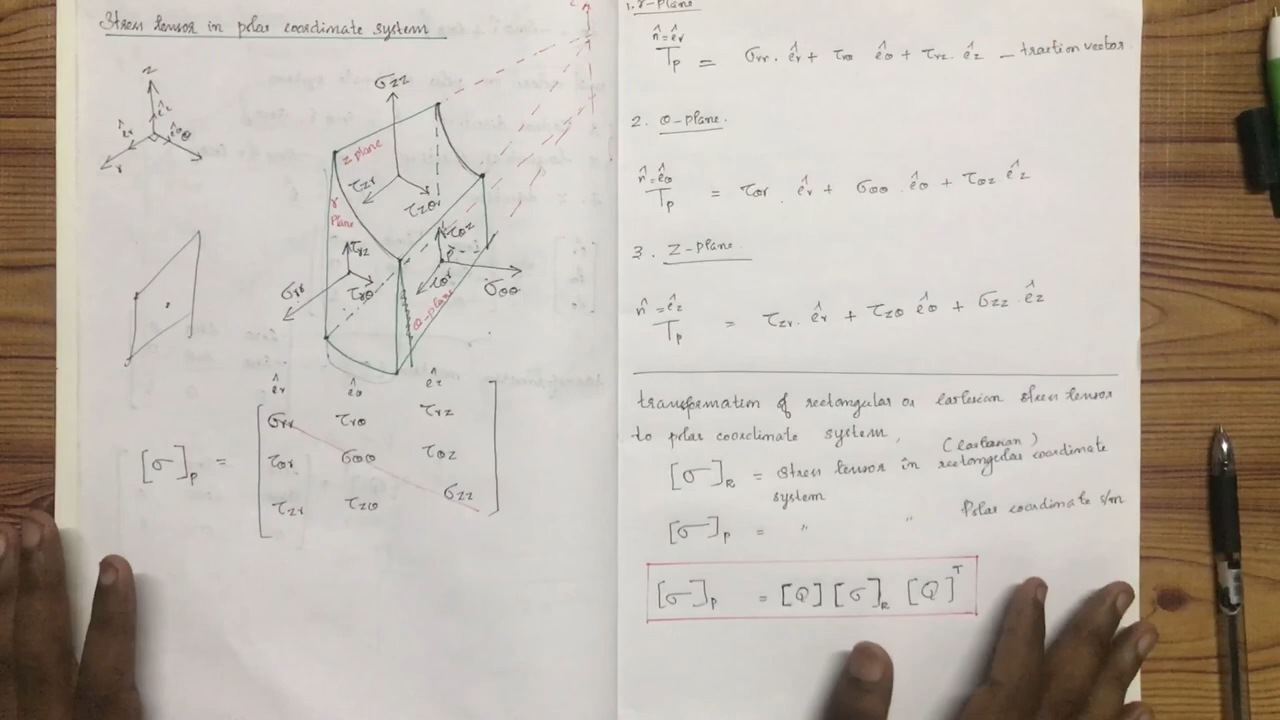 Stress tensor in polar coordinate system
z
êz
êr
êθ
θ
r
σzz
z plane
τzr
τzθ
r plane
τrz
τrθ
σrr
τθz
P
τθr
σθθ
θ-plane
êr êθ êz
[σ]p = [ σrr τrθ τrz
τθr σθθ τθz
τzr τzθ σzz ]
1. r-plane
n̂=êr
Tp = σrr. êr + τrθ êθ + τrz. êz - traction vector
2. θ-plane.
n̂=êθ
Tp = τθr . êr + σθθ . êθ + τθz . êz
3. Z-plane.
n̂=êz
Tp = τzr. êr + τzθ êθ + σzz . êz
transformation of rectangular or cartesian stress tensor
to polar coordinate system,
[σ]R = Stress tensor in rectangular (cartesian) coordinate
system
[σ]p = " " Polar coordinate s/m
[σ]p = [Q] [σ]R [Q]ᵀ